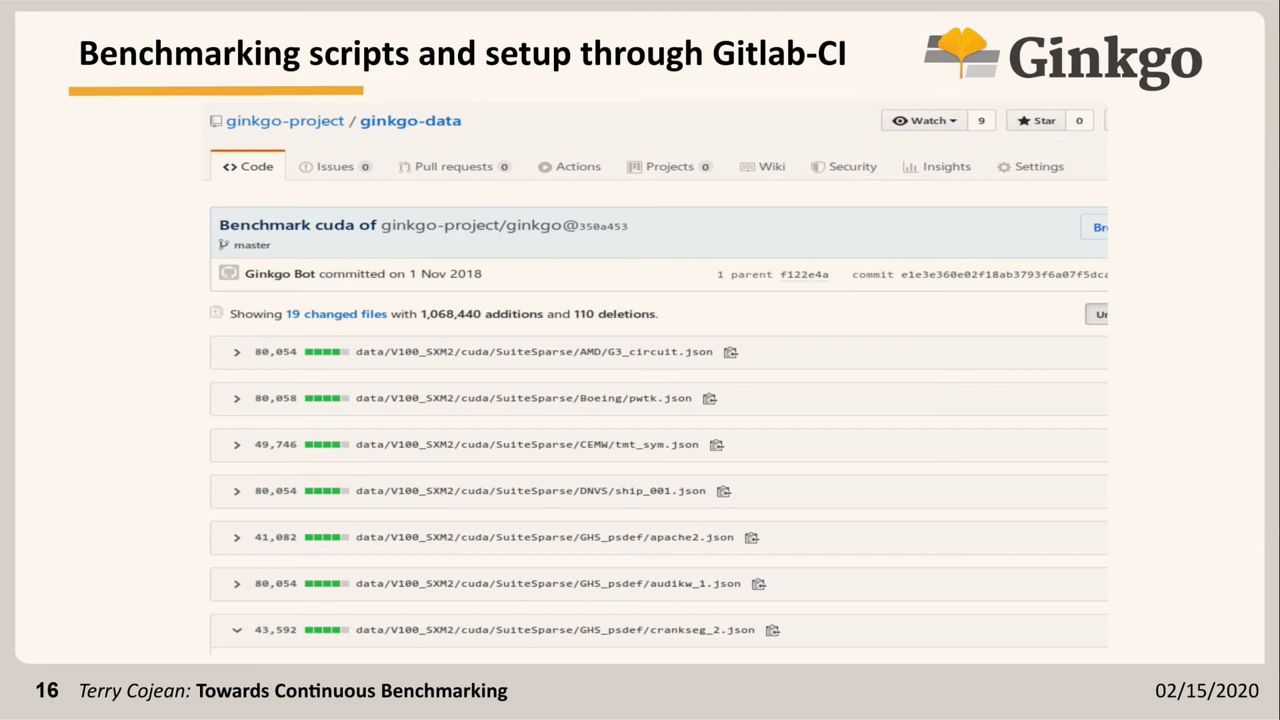 Benchmarking scripts and setup through Gitlab-CI
Ginkgo
ginkgo-project / ginkgo-data
Watch 9 Star 0
Code Issues 0 Pull requests 0 Actions Projects 0 Wiki Security Insights Settings
Benchmark cuda of ginkgo-project/ginkgo@350a453
Br
master
Ginkgo Bot committed on 1 Nov 2018 1 parent f122e4a commit e1e3e360e02f18ab3793f6a07f5dca
Showing 19 changed files with 1,068,440 additions and 110 deletions.
Un
80,054 data/V100_SXM2/cuda/SuiteSparse/AMD/G3_circuit.json
80,058 data/V100_SXM2/cuda/SuiteSparse/Boeing/pwtk.json
49,746 data/V100_SXM2/cuda/SuiteSparse/CEMW/tmt_sym.json
80,054 data/V100_SXM2/cuda/SuiteSparse/DNVS/ship_001.json
41,082 data/V100_SXM2/cuda/SuiteSparse/GHS_psdef/apache2.json
80,054 data/V100_SXM2/cuda/SuiteSparse/GHS_psdef/audikw_1.json
43,592 data/V100_SXM2/cuda/SuiteSparse/GHS_psdef/crankseg_2.json
16 Terry Cojean: Towards Continuous Benchmarking 02/15/2020